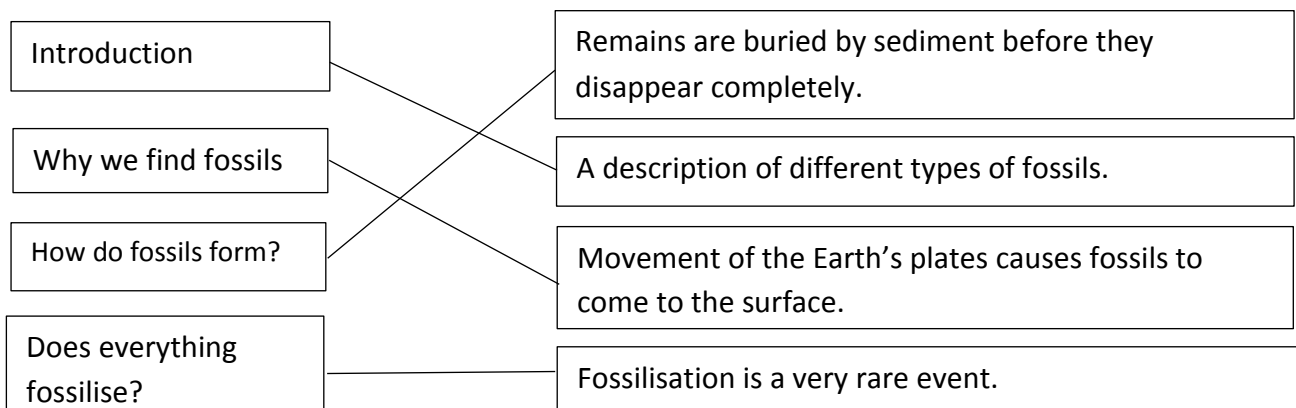 Introduction
Why we find fossils
How do fossils form?
Does everything
fossilise?
Remains are buried by sediment before they
disappear completely.
A description of different types of fossils.
Movement of the Earth’s plates causes fossils to
come to the surface.
Fossilisation is a very rare event.